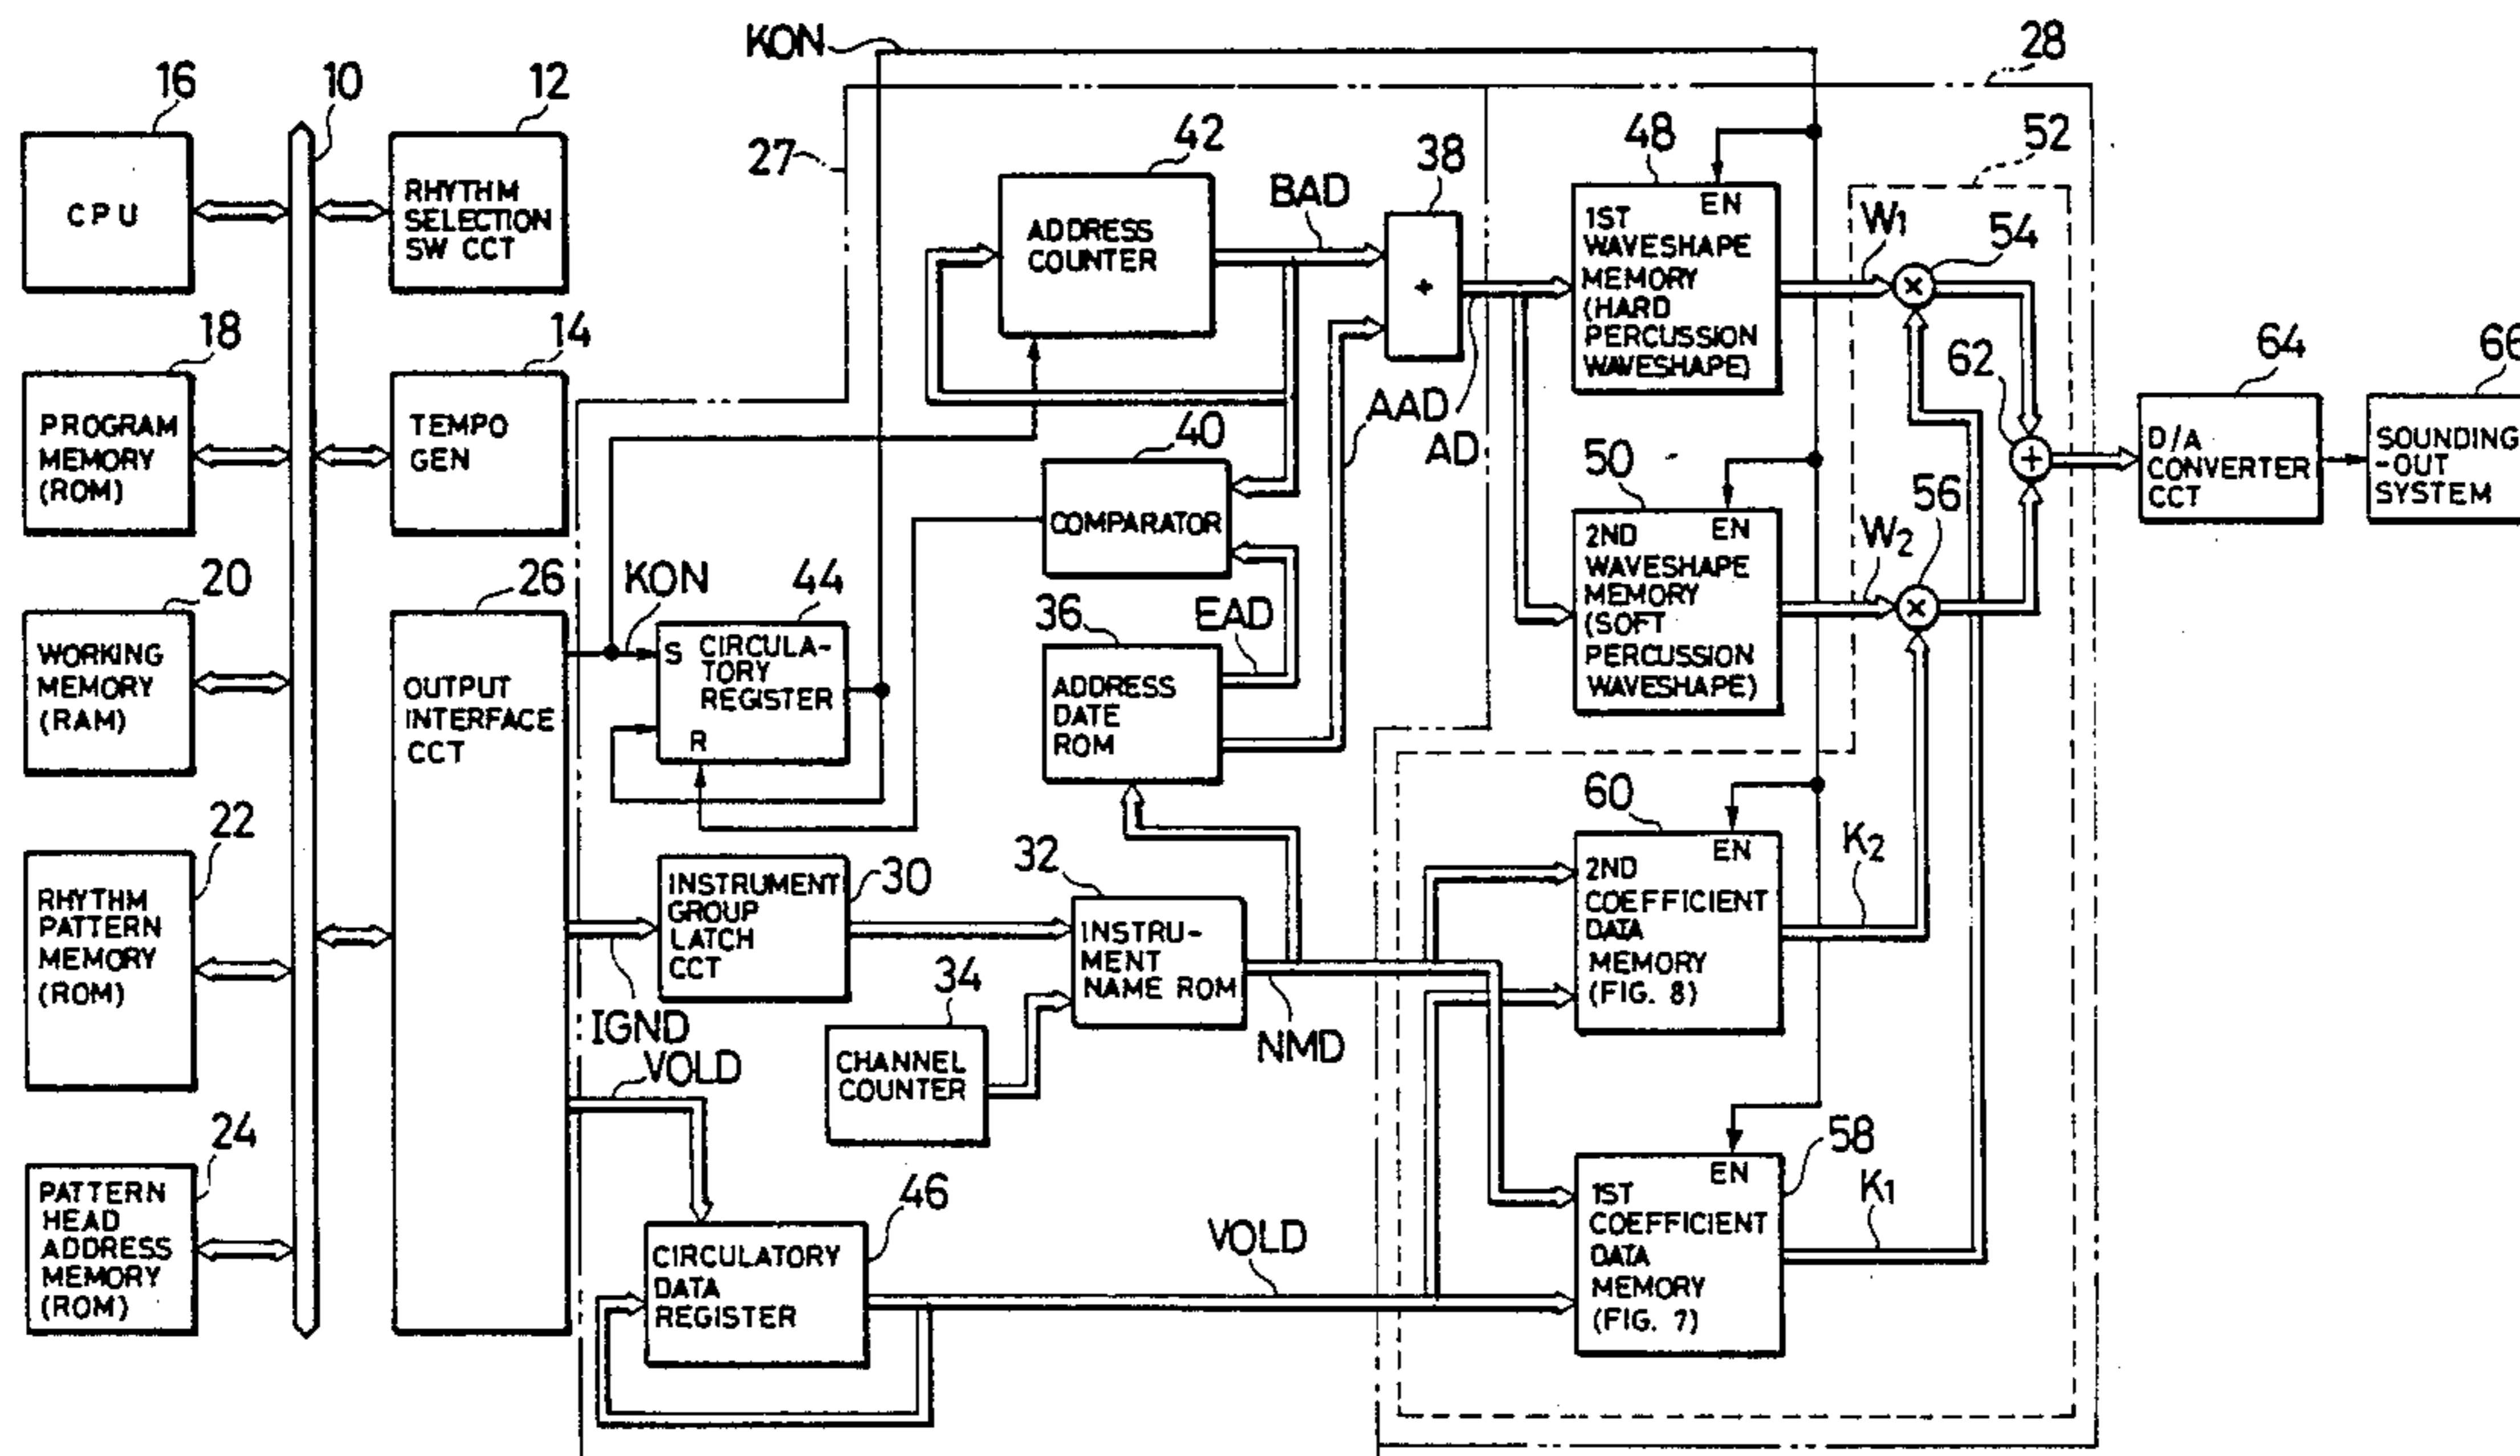 KON
28
16
10
12
42
48
52
27
38
CPU
RHYTHM
SELECTION
SW CCT
ADDRESS
COUNTER
BAD
+
1ST
EN
WAVESHAPE
MEMORY
(HARD
PERCUSSION
WAVESHAPE)
W1
54
×
18
14
62
64
66
PROGRAM
MEMORY
(ROM)
TEMPO
GEN
40
AAD
AD
50
+
D/A
CONVERTER
CCT
SOUNDING
-OUT
SYSTEM
COMPARATOR
2ND
EN
WAVESHAPE
MEMORY
(SOFT
PERCUSSION
WAVESHAPE)
W2
56
×
20
26
KON
44
36
EAD
WORKING
MEMORY
(RAM)
OUTPUT
INTERFACE
CCT
S
CIRCULA-
TORY
REGISTER
R
ADDRESS
DATE
ROM
22
30
32
60
RHYTHM
PATTERN
MEMORY
(ROM)
INSTRUMENT
GROUP
LATCH
CCT
INSTRU-
MENT
NAME ROM
EN
2ND
COEFFICIENT
DATA
MEMORY
(FIG. 8)
K2
34
IGND
VOLD
CHANNEL
COUNTER
NMD
24
46
58
PATTERN
HEAD
ADDRESS
MEMORY
(ROM)
CIRCULATORY
DATA
REGISTER
VOLD
EN
1ST
COEFFICIENT
DATA
MEMORY
(FIG. 7)
K1